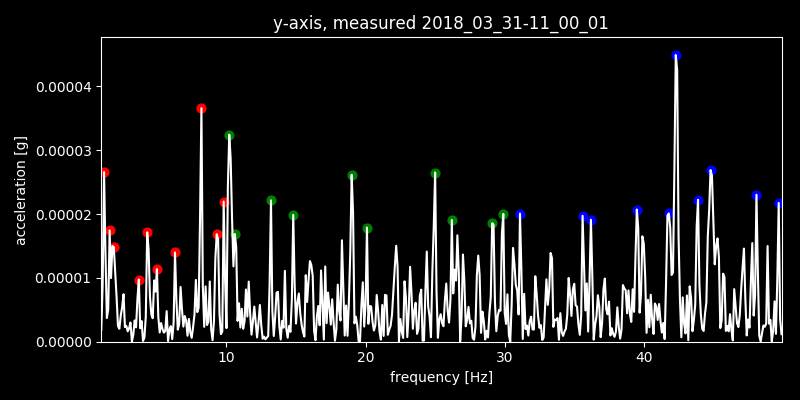 y-axis, measured 2018_03_31-11_00_01
acceleration [g]
0.00004
0.00003
0.00002
0.00001
0.00000
10 20 30 40
frequency [Hz]